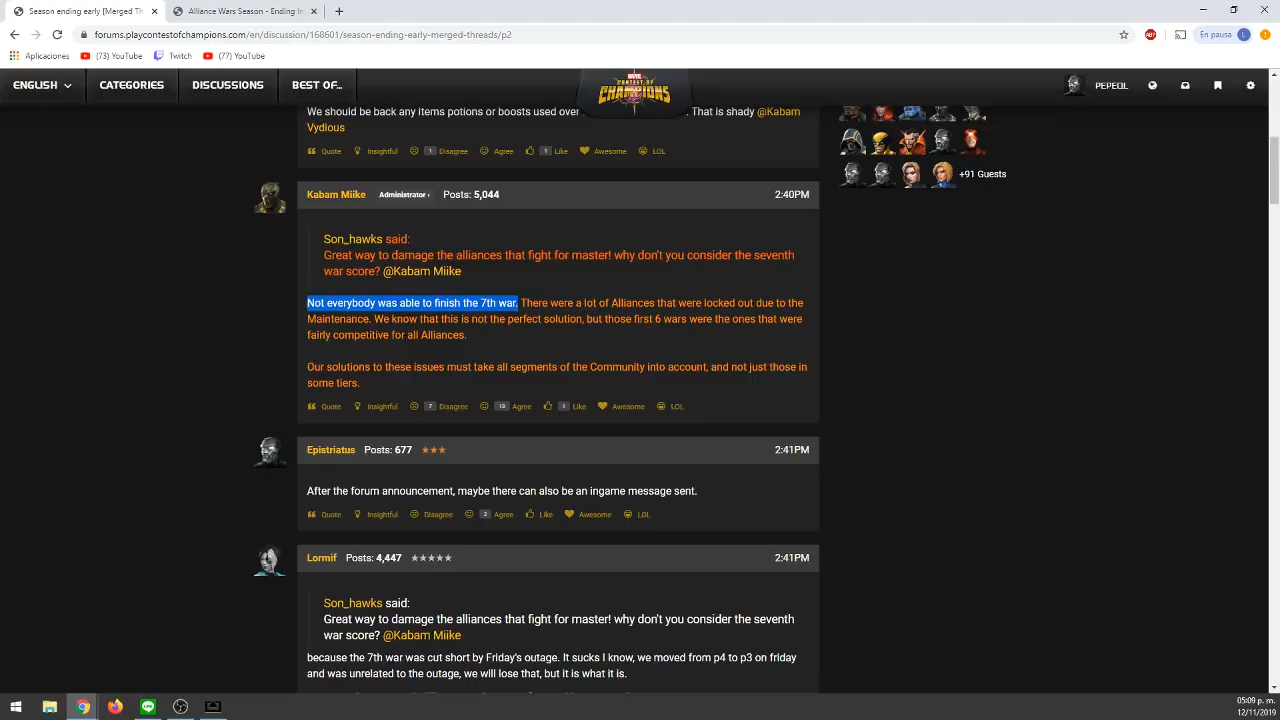 Season ending early [Merged Th
Alliance Wars Season - Ending I
forums.playcontestofchampions.com/en/discussion/168601/season-ending-early-merged-threads/p2
ABP
En pausa
L
Aplicaciones
(73) YouTube
Twitch
(77) YouTube
ENGLISH
CATEGORIES
DISCUSSIONS
BEST OF...
MARVEL
CONTEST OF
CHAMPIONS
PEPEQL
We should be back any Items potions or boosts used over
That is shady @Kabam
Vydious
Quote Insightful 1 Disagree Agree 1 Like Awesome LOL
+91 Guests
Kabam Miike Administrator › Posts: 5,044 2:40PM
Son_hawks said:
Great way to damage the alliances that fight for master! why don't you consider the seventh
war score? @Kabam Miike
Not everybody was able to finish the 7th war. There were a lot of Alliances that were locked out due to the
Maintenance. We know that this is not the perfect solution, but those first 6 wars were the ones that were
fairly competitive for all Alliances.
Our solutions to these issues must take all segments of the Community into account, and not just those in
some tiers.
Quote Insightful 7 Disagree 13 Agree 1 Like Awesome LOL
Epistriatus Posts: 677 ★★★ 2:41PM
After the forum announcement, maybe there can also be an ingame message sent.
Quote Insightful Disagree 2 Agree Like Awesome LOL
Lormif Posts: 4,447 ★★★★★ 2:41PM
Son_hawks said:
Great way to damage the alliances that fight for master! why don't you consider the seventh
war score? @Kabam Miike
because the 7th war was cut short by Friday's outage. It sucks I know, we moved from p4 to p3 on friday
and was unrelated to the outage, we will lose that, but it is what it is.
05:09 p. m.
12/11/2019